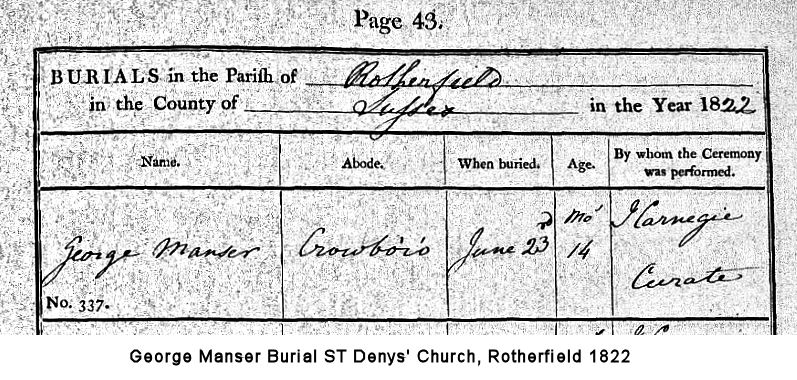 Page 43.
BURIALS in the Pariſh of Rotherfield
in the County of Suſsex in the Year 1822
Name. Abode. When buried. Age. By whom the Ceremony was performed.
George Manser Crowbo'o' June 23d Mo' 14 J Carnegie Curate
No. 337.
George Manser Burial ST Denys' Church, Rotherfield 1822